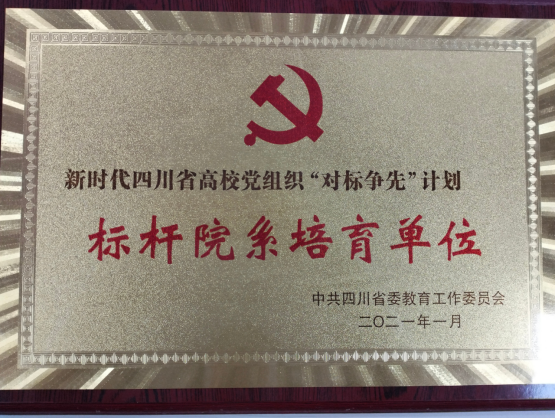 新时代四川省高校党组织“对标争先”计划
标杆院系培育单位
中共四川省委教育工作委员会
二〇二一年一月